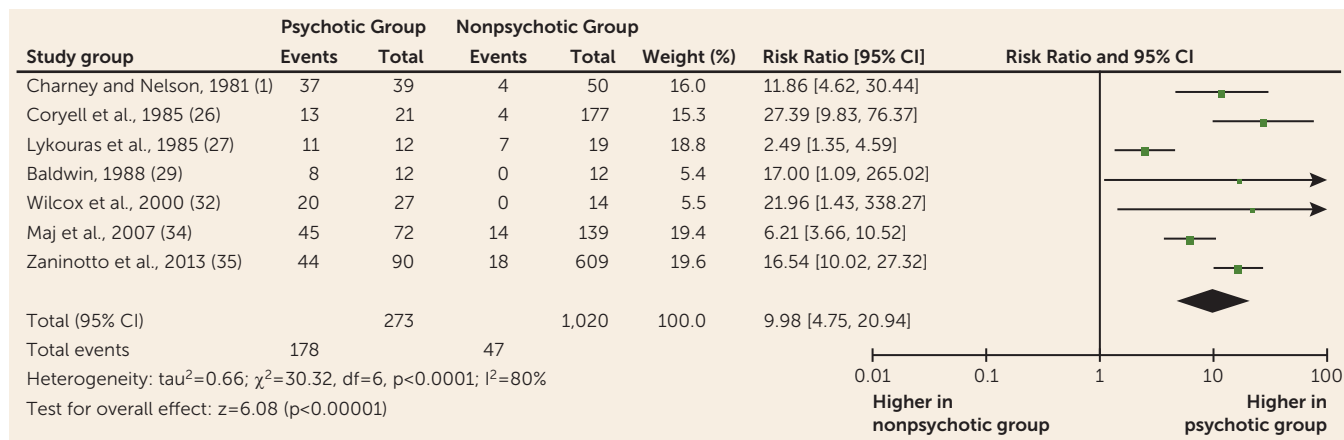 Psychotic Group Nonpsychotic Group
Study group Events Total Events Total Weight (%) Risk Ratio [95% CI] Risk Ratio and 95% CI
Charney and Nelson, 1981 (1) 37 39 4 50 16.0 11.86 [4.62, 30.44]
Coryell et al., 1985 (26) 13 21 4 177 15.3 27.39 [9.83, 76.37]
Lykouras et al., 1985 (27) 11 12 7 19 18.8 2.49 [1.35, 4.59]
Baldwin, 1988 (29) 8 12 0 12 5.4 17.00 [1.09, 265.02]
Wilcox et al., 2000 (32) 20 27 0 14 5.5 21.96 [1.43, 338.27]
Maj et al., 2007 (34) 45 72 14 139 19.4 6.21 [3.66, 10.52]
Zaninotto et al., 2013 (35) 44 90 18 609 19.6 16.54 [10.02, 27.32]
Total (95% CI) 273 1,020 100.0 9.98 [4.75, 20.94]
Total events 178 47
Heterogeneity: tau²=0.66; χ²=30.32, df=6, p<0.0001; I²=80%
Test for overall effect: z=6.08 (p<0.00001)
0.01 0.1 1 10 100
Higher in nonpsychotic group
Higher in psychotic group